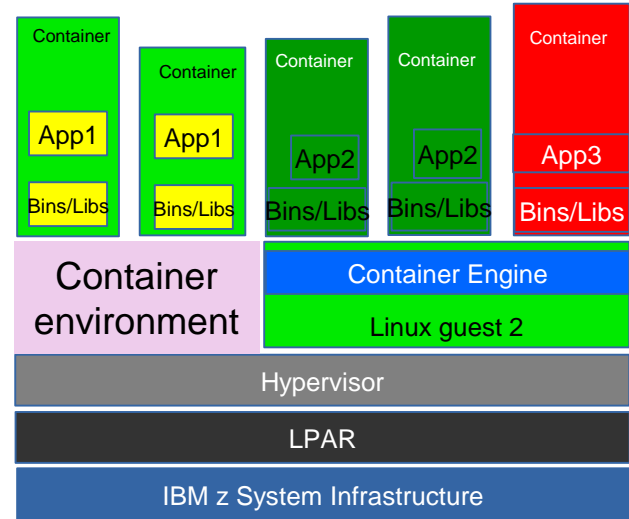 Container
App1
Bins/Libs
Container
App1
Bins/Libs
Container
App2
Bins/Libs
Container
App2
Bins/Libs
Container
App3
Bins/Libs
Container
environment
Container Engine
Linux guest 2
Hypervisor
LPAR
IBM z System Infrastructure